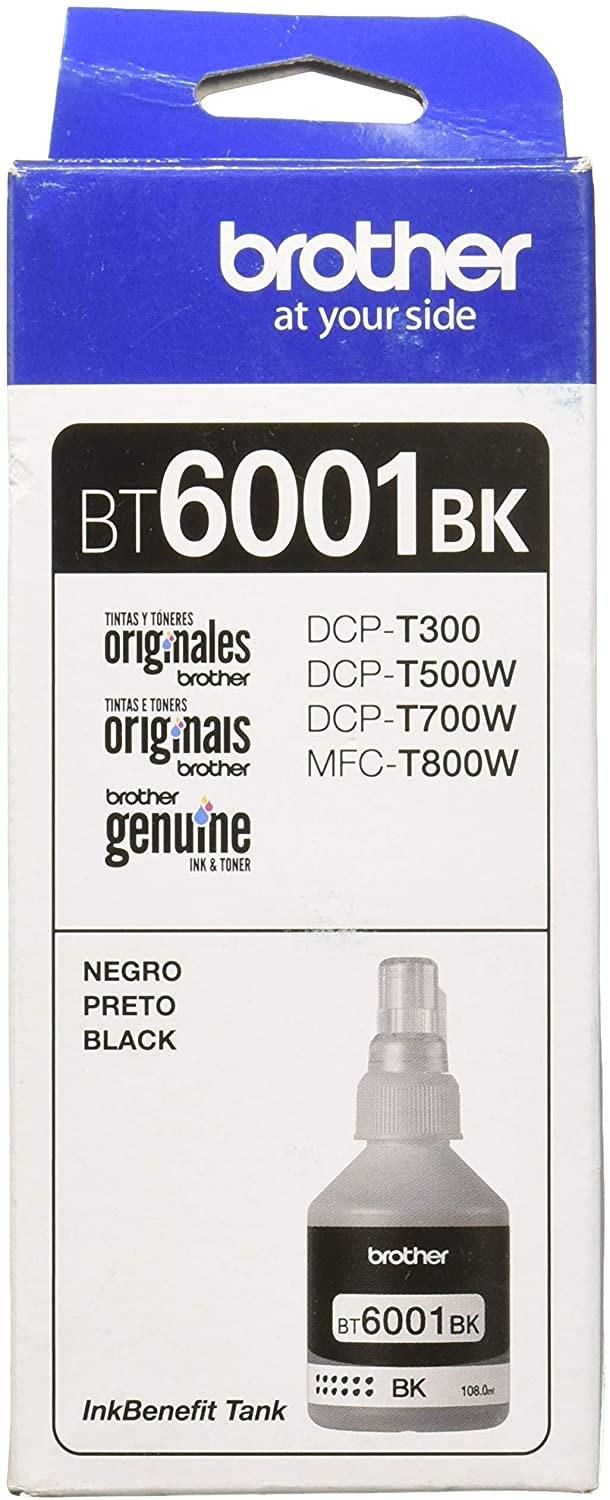 brother
at your side
BT6001BK
TINTAS Y TÓNERES
originales
brother
TINTAS E TONERS
originais
brother
brother
genuine
INK & TONER
DCP-T300
DCP-T500W
DCP-T700W
MFC-T800W
NEGRO
PRETO
BLACK
brother
BT6001BK
BK 108.0ml
InkBenefit Tank